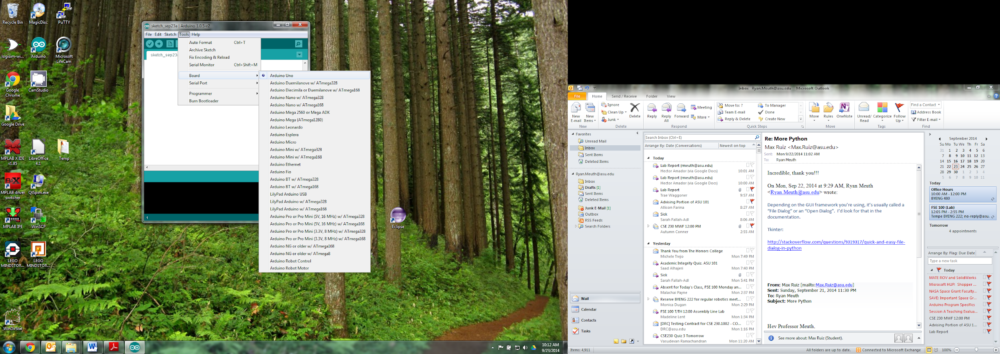 Recycle Bin
MagicDisc
PuTTY
logisim-wi...
Arduino
Microsoft
LifeCam
Google
Chrome
CamStudio
Google Drive
MPLAB X IDE
v1.85
LibreOffice
4.1
Temp
MPLAB driver
switcher
QtSpim.exe
MPLAB IPE
WinSCP
LEGO
MINDSTOR...
LEGO
MINDSTOR...
WinDirStat
Eclipse
sketch_sep23a | Arduino 1.0.5-r2
File Edit Sketch Tools Help
sketch_sep23a
Auto Format Ctrl+T
Archive Sketch
Fix Encoding & Reload
Serial Monitor Ctrl+Shift+M
Board
Serial Port
Programmer
Burn Bootloader
Arduino Uno
Arduino Duemilanove w/ ATmega328
Arduino Diecimila or Duemilanove w/ ATmega168
Arduino Nano w/ ATmega328
Arduino Nano w/ ATmega168
Arduino Mega 2560 or Mega ADK
Arduino Mega (ATmega1280)
Arduino Leonardo
Arduino Esplora
Arduino Micro
Arduino Mini w/ ATmega328
Arduino Mini w/ ATmega168
Arduino Ethernet
Arduino Fio
Arduino BT w/ ATmega328
Arduino BT w/ ATmega168
LilyPad Arduino USB
LilyPad Arduino w/ ATmega328
LilyPad Arduino w/ ATmega168
Arduino Pro or Pro Mini (5V, 16 MHz) w/ ATmega328
Arduino Pro or Pro Mini (5V, 16 MHz) w/ ATmega168
Arduino Pro or Pro Mini (3.3V, 8 MHz) w/ ATmega328
Arduino Pro or Pro Mini (3.3V, 8 MHz) w/ ATmega168
Arduino NG or older w/ ATmega168
Arduino NG or older w/ ATmega8
Arduino Robot Control
Arduino Robot Motor
1
10:12 AM
9/23/2014
Inbox Ryan.Meuth@asu.edu Microsoft Outlook
File Home Send / Receive Folder View
New
E-mail
New
Items
New
Ignore
Clean Up
Junk
Delete
Delete
Reply
Reply
All
Forward
Meeting
More
Respond
Move to: ?
Team E-mail
Reply & Delete
To Manager
Done
Create New
Quick Steps
Move
Rules
OneNote
Move
Unread/
Read
Categorize
Follow
Up
Tags
Find a Contact
Address Book
Filter E-mail
Find
Favorites
Unread Mail
Inbox
Sent Items
Deleted Items
Ryan.Meuth@asu.edu
Inbox
Drafts [1]
Sent Items
Deleted Items
Junk E-Mail [1]
Outbox
RSS Feeds
Search Folders
Mail
Calendar
Contacts
Tasks
Search Inbox (Ctrl+E)
Arrange By: Date (Conversations) Newest on top
Today
Lab Report (rmeuth@asu.edu)
Hector Amador (via Google Docs) 10:01 AM
Lab Report (rmeuth@asu.edu)
Hector Amador (via Google Docs) 10:00 AM
Lab Report
Trae Waggoner 9:57 AM
Advising Portion of ASU 101
Allison Farina 8:27 AM
Sick
Sarah Fallah-Adl 8:06 AM
CSE 230 MWF 12:00 PM
Autumn Conner 2:55 AM
Yesterday
Thank You from The Honors College
Michele Trejo Mon 7:49 PM
Academic Integrity Quiz. ASU 101
Saad Alhajeri Mon 7:40 PM
Sick
Sarah Fallah-Adl Mon 5:41 PM
Absent for Today's Class, FSE 100 Monday an...
Malachai Payne Mon 2:37 PM
Reserve BYENG 222 for regular robotics meet...
Monica Dugan Mon 2:29 PM
FSE 100 T/TH 12:00 Assembly Line Lab
Madeline Lent Mon 1:34 PM
[DRC] Testing Contract for CSE 230.1002 - CO...
DRC@asu.edu Mon 1:16 PM
CSE230 Quiz 3 Tomorrow
Vasudevan Ramachandran Mon 11:20 AM
Re: More Python
Max Ruiz <Max.Ruiz@asu.edu>
Sent: Mon 9/22/2014 11:02 AM
To: Ryan Meuth
Incredible, thank you!!!
On Mon, Sep 22, 2014 at 9:29 AM, Ryan Meuth
<Ryan.Meuth@asu.edu> wrote:
Depending on the GUI framework you're using, it's usually called a
"File Dialog" or an "Open Dialog". I'd look for that in the
documentation.
Tkinter:
http://stackoverflow.com/questions/9319317/quick-and-easy-file-
dialog-in-python
From: Max Ruiz [mailto:Max.Ruiz@asu.edu]
Sent: Sunday, September 21, 2014 11:30 PM
To: Ryan Meuth
Subject: More Python
Hey Professor Meuth,
See more about: Max Ruiz (Student).
September 2014
Su Mo Tu We Th Fr Sa
31 1 2 3 4 5 6
7 8 9 10 11 12 13
14 15 16 17 18 19 20
21 22 23 24 25 26 27
28 29 30 1 2 3 4
5 6 7 8 9 10 11
Today
Office Hours
10:00 AM - 12:00 PM
BYENG 480
FSE 100 (Lab)
12:05 PM - 2:55 PM
Tempe BYENG 222; no-reply@asu.
Tomorrow
4 appointments
Arrange By: Flag: Due Date
Type a new task
Today
MATE ROV and SolidWorks
Microsoft HUP: Shopper ...
NASA Space Grant Faculty...
SAVE: Important Space Gr...
Arduino Program Specifics
Session A Teaching Evalua...
CSE 230 MWF 12:00 PM
Advising Portion of ASU 1...
Lab Report
Items: 4,911
All folders are up to date. Connected to Microsoft Exchange 100%